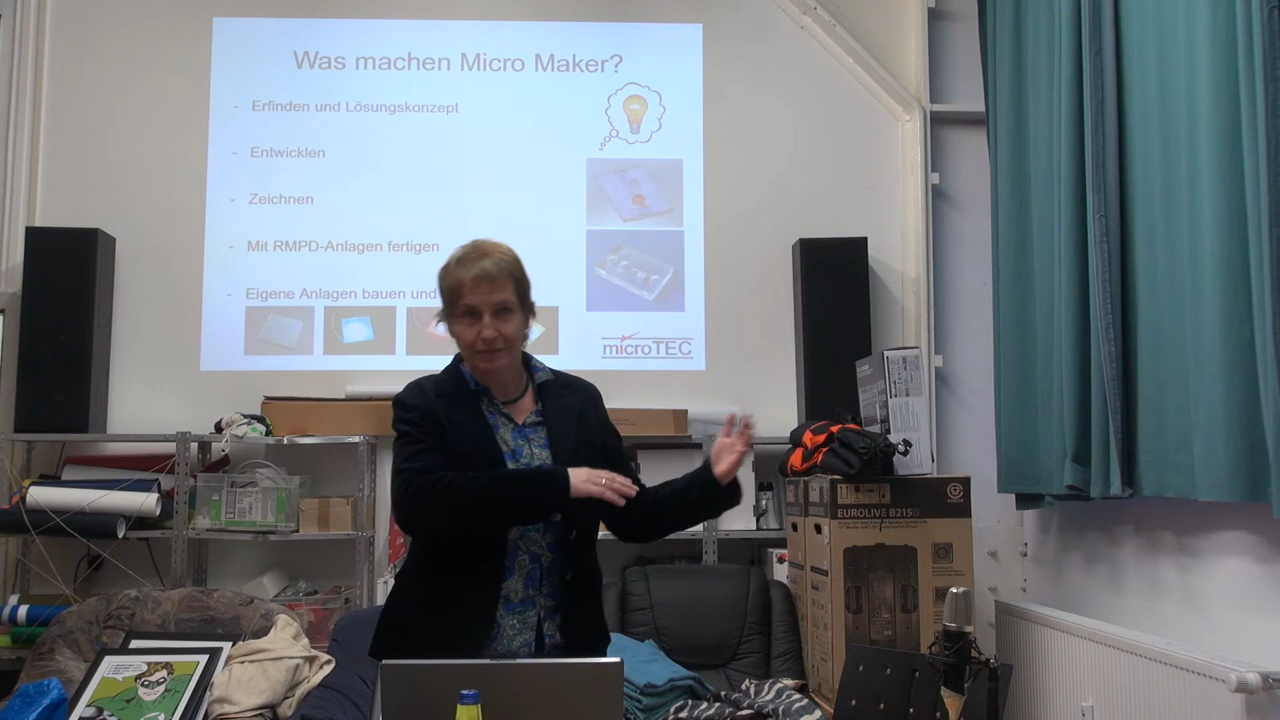 Was machen Micro Maker?
- Erfinden und Lösungskonzept
- Entwicklen
- Zeichnen
- Mit RMPD-Anlagen fertigen
- Eigene Anlagen bauen und
microTEC
EUROLIVE B215D